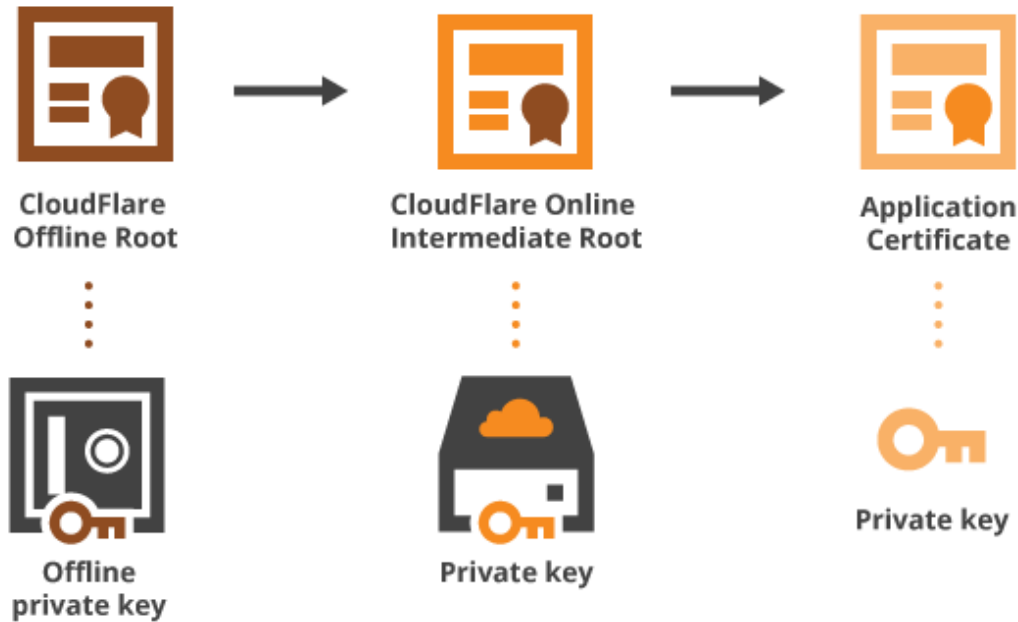 CloudFlare
Offline Root
CloudFlare Online
Intermediate Root
Application
Certificate
Offline
private key
Private key
Private key